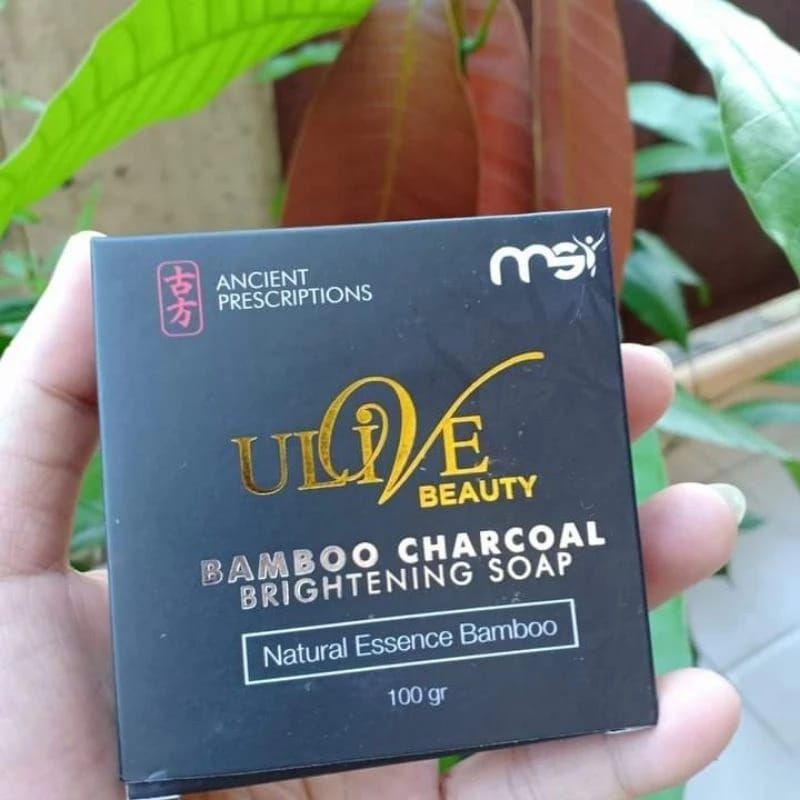 古方
ANCIENT
PRESCRIPTIONS
msi
ULIVE
BEAUTY
BAMBOO CHARCOAL
BRIGHTENING SOAP
Natural Essence Bamboo
100 gr